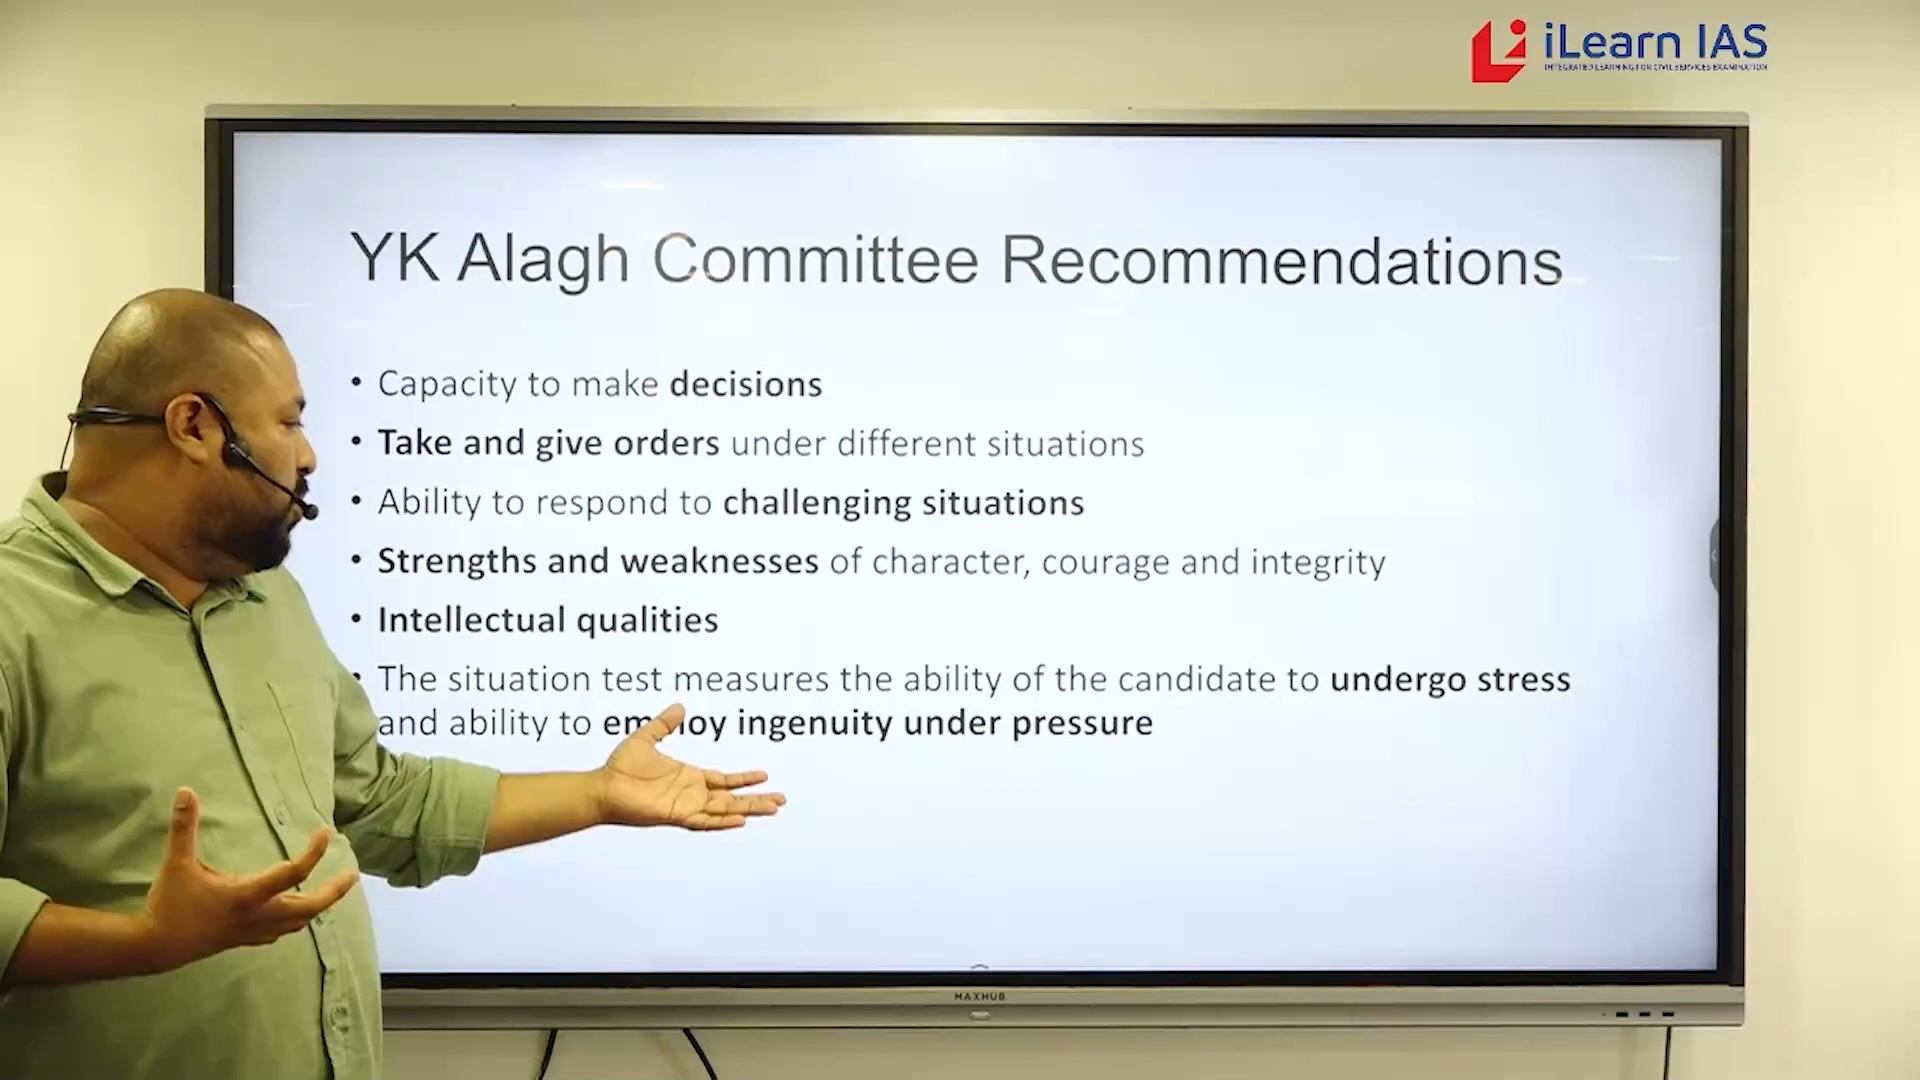 iLearn IAS
INTEGRATED LEARNING FOR CIVIL SERVICES EXAMINATION
YK Alagh Committee Recommendations
• Capacity to make decisions
• Take and give orders under different situations
• Ability to respond to challenging situations
• Strengths and weaknesses of character, courage and integrity
• Intellectual qualities
• The situation test measures the ability of the candidate to undergo stress
and ability to employ ingenuity under pressure
MAXHUB